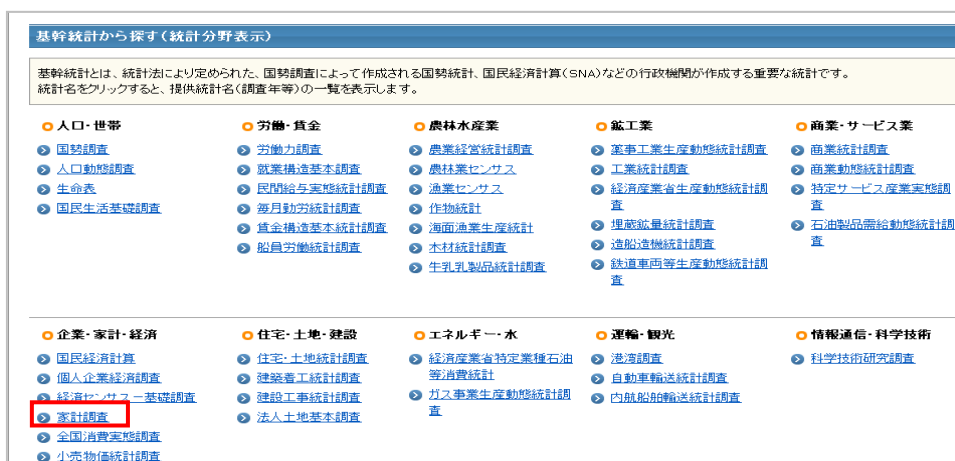 基幹統計から探す(統計分野表示)
基幹統計とは、統計法により定められた、国勢調査によって作成される国勢統計、国民経済計算(SNA)などの行政機関が作成する重要な統計です。
統計名をクリックすると、提供統計名(調査年等)の一覧を表示します。
人口・世帯
国勢調査
人口動態調査
生命表
国民生活基礎調査
労働・賃金
労働力調査
就業構造基本調査
民間給与実態統計調査
毎月勤労統計調査
賃金構造基本統計調査
船員労働統計調査
農林水産業
農業経営統計調査
農林業センサス
漁業センサス
作物統計
海面漁業生産統計
木材統計調査
牛乳乳製品統計調査
鉱工業
薬事工業生産動態統計調査
工業統計調査
経済産業省生産動態統計調
査
埋蔵鉱量統計調査
造船造機統計調査
鉄道車両等生産動態統計調
査
商業・サービス業
商業統計調査
商業動態統計調査
特定サービス産業実態調
査
石油製品需給動態統計調
査
企業・家計・経済
国民経済計算
個人企業経済調査
経済センサス-基礎調査
家計調査
全国消費実態調査
小売物価統計調査
住宅・土地・建設
住宅・土地統計調査
建築着工統計調査
建設工事統計調査
法人土地基本調査
エネルギー・水
経済産業省特定業種石油
等消費統計
ガス事業生産動態統計調
査
運輸・観光
港湾調査
自動車輸送統計調査
内航船舶輸送統計調査
情報通信・科学技術
科学技術研究調査